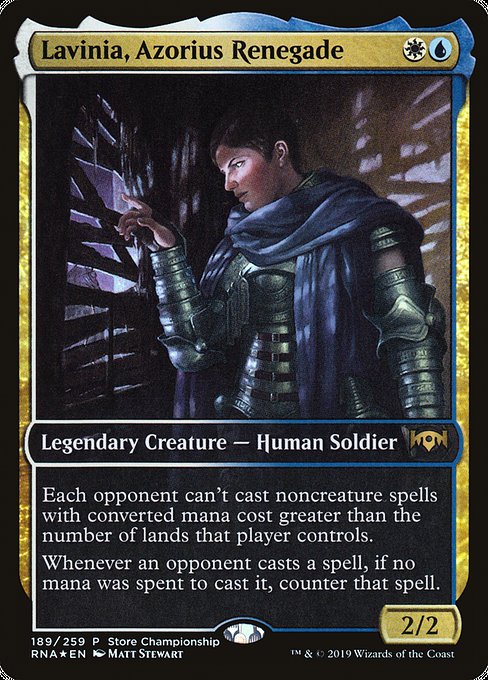 Lavinia, Azorius Renegade
Legendary Creature — Human Soldier
Each opponent can't cast noncreature spells
with converted mana cost greater than the
number of lands that player controls.
Whenever an opponent casts a spell, if no
mana was spent to cast it, counter that spell.
2/2
189/259 P Store Championship
RNA★EN Matt Stewart
™ & © 2019 Wizards of the Coast